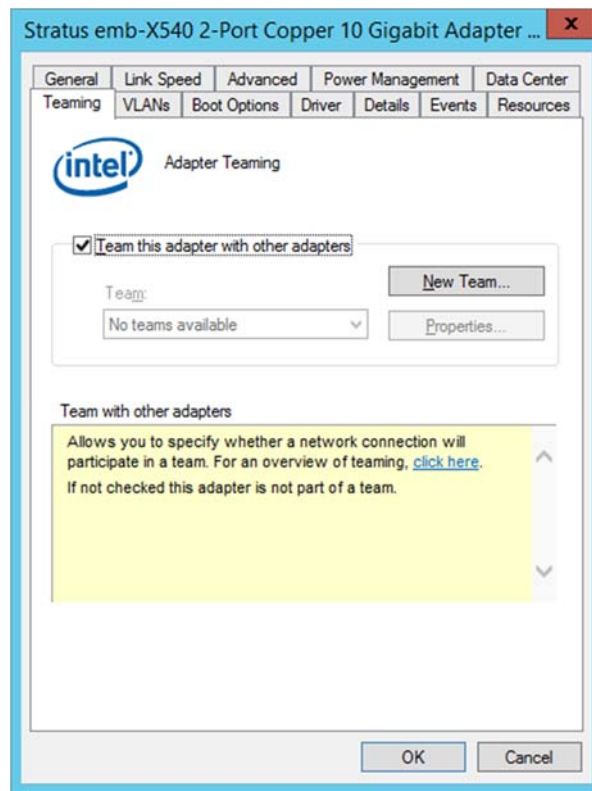 Stratus emb-X540 2-Port Copper 10 Gigabit Adapter ...
x
General Link Speed Advanced Power Management Data Center
Teaming VLANs Boot Options Driver Details Events Resources
intel
Adapter Teaming
Team this adapter with other adapters
New Team...
Team:
No teams available
Properties...
Team with other adapters
Allows you to specify whether a network connection will
participate in a team. For an overview of teaming, click here.
If not checked this adapter is not part of a team.
OK Cancel